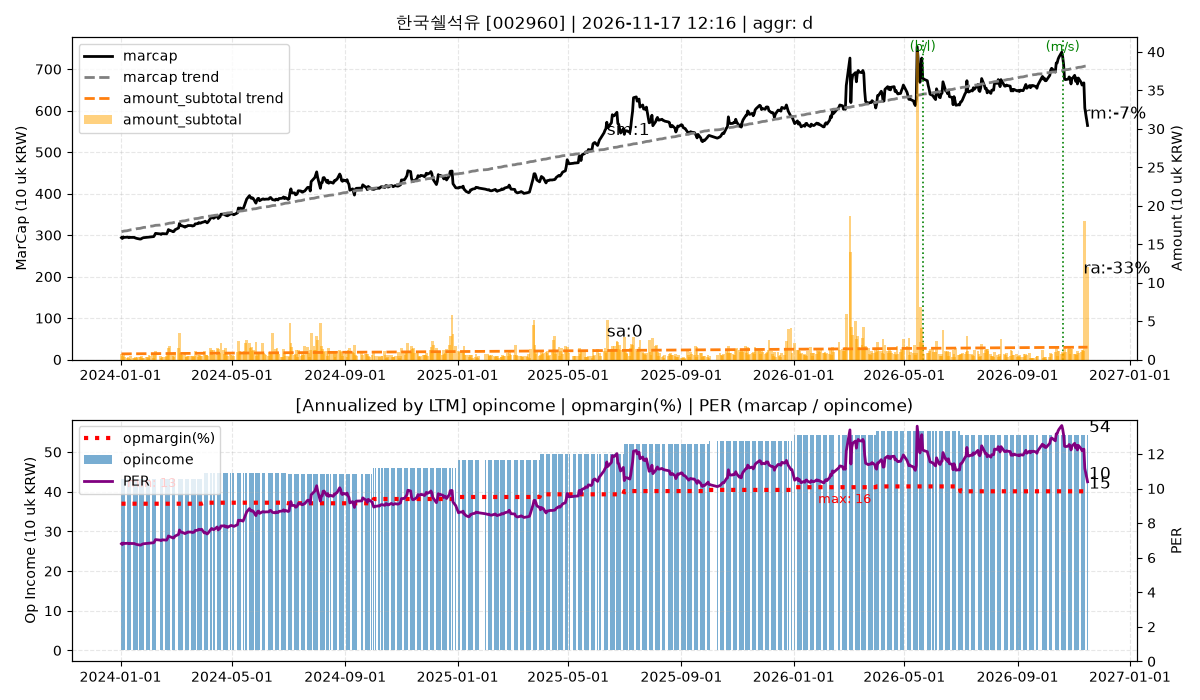 한국쉘석유 [002960] | 2026-11-17 12:16 | aggr: d
marcap
marcap trend
amount_subtotal trend
amount_subtotal
(b/l)
(m/s)
rm:-7%
sm:1
ra:-33%
sa:0
MarCap (10 uk KRW)
Amount (10 uk KRW)
700
600
500
400
300
200
100
0
40
35
30
25
20
15
10
5
0
2024-01-01 2024-05-01 2024-09-01 2025-01-01 2025-05-01 2025-09-01 2026-01-01 2026-05-01 2026-09-01 2027-01-01
[Annualized by LTM] opincome | opmargin(%) | PER (marcap / opincome)
opmargin(%)
opincome
PER
54
10
15
max: 16
Op Income (10 uk KRW)
PER
50
40
30
20
10
0
12
10
8
6
4
2
0
2024-01-01 2024-05-01 2024-09-01 2025-01-01 2025-05-01 2025-09-01 2026-01-01 2026-05-01 2026-09-01 2027-01-01